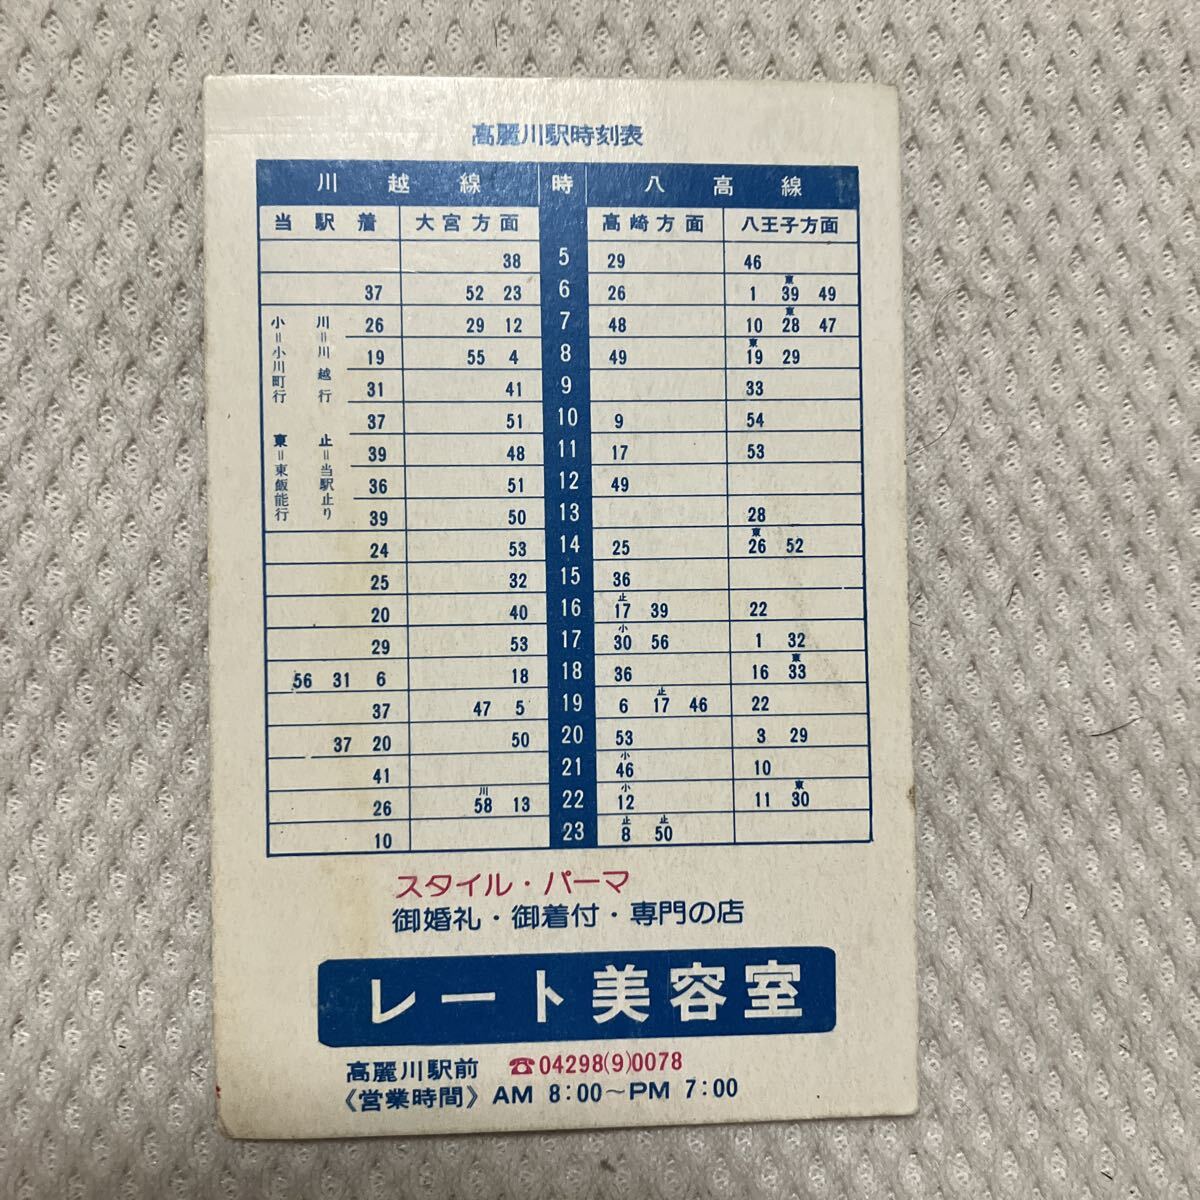 高麗川駅時刻表
川越線 時 八高線
当駅着 大宮方面 高崎方面 八王子方面
38 5 29 46
37 52 23 6 26 1 東39 49
26 29 12 7 48 10 東28 47
19 55 4 8 49 東19 29
31 41 9 33
37 51 10 9 54
39 48 11 17 53
36 51 12 49
39 50 13 28
24 53 14 25 東26 52
25 32 15 36
20 40 16 止17 39 22
29 53 17 小30 56 1 32
56 31 6 18 18 36 16 東33
37 47 5 19 6 止17 46 22
37 20 50 20 53 3 29
41 21 小46 10
26 川58 13 22 小12 11 東30
10 23 止8 止50
川=川越行
小=小川町行
止=当駅止り
東=東飯能行
スタイル・パーマ
御婚礼・御着付・専門の店
レート美容室
高麗川駅前 ☎04298(9)0078
《営業時間》AM 8:00～PM 7:00